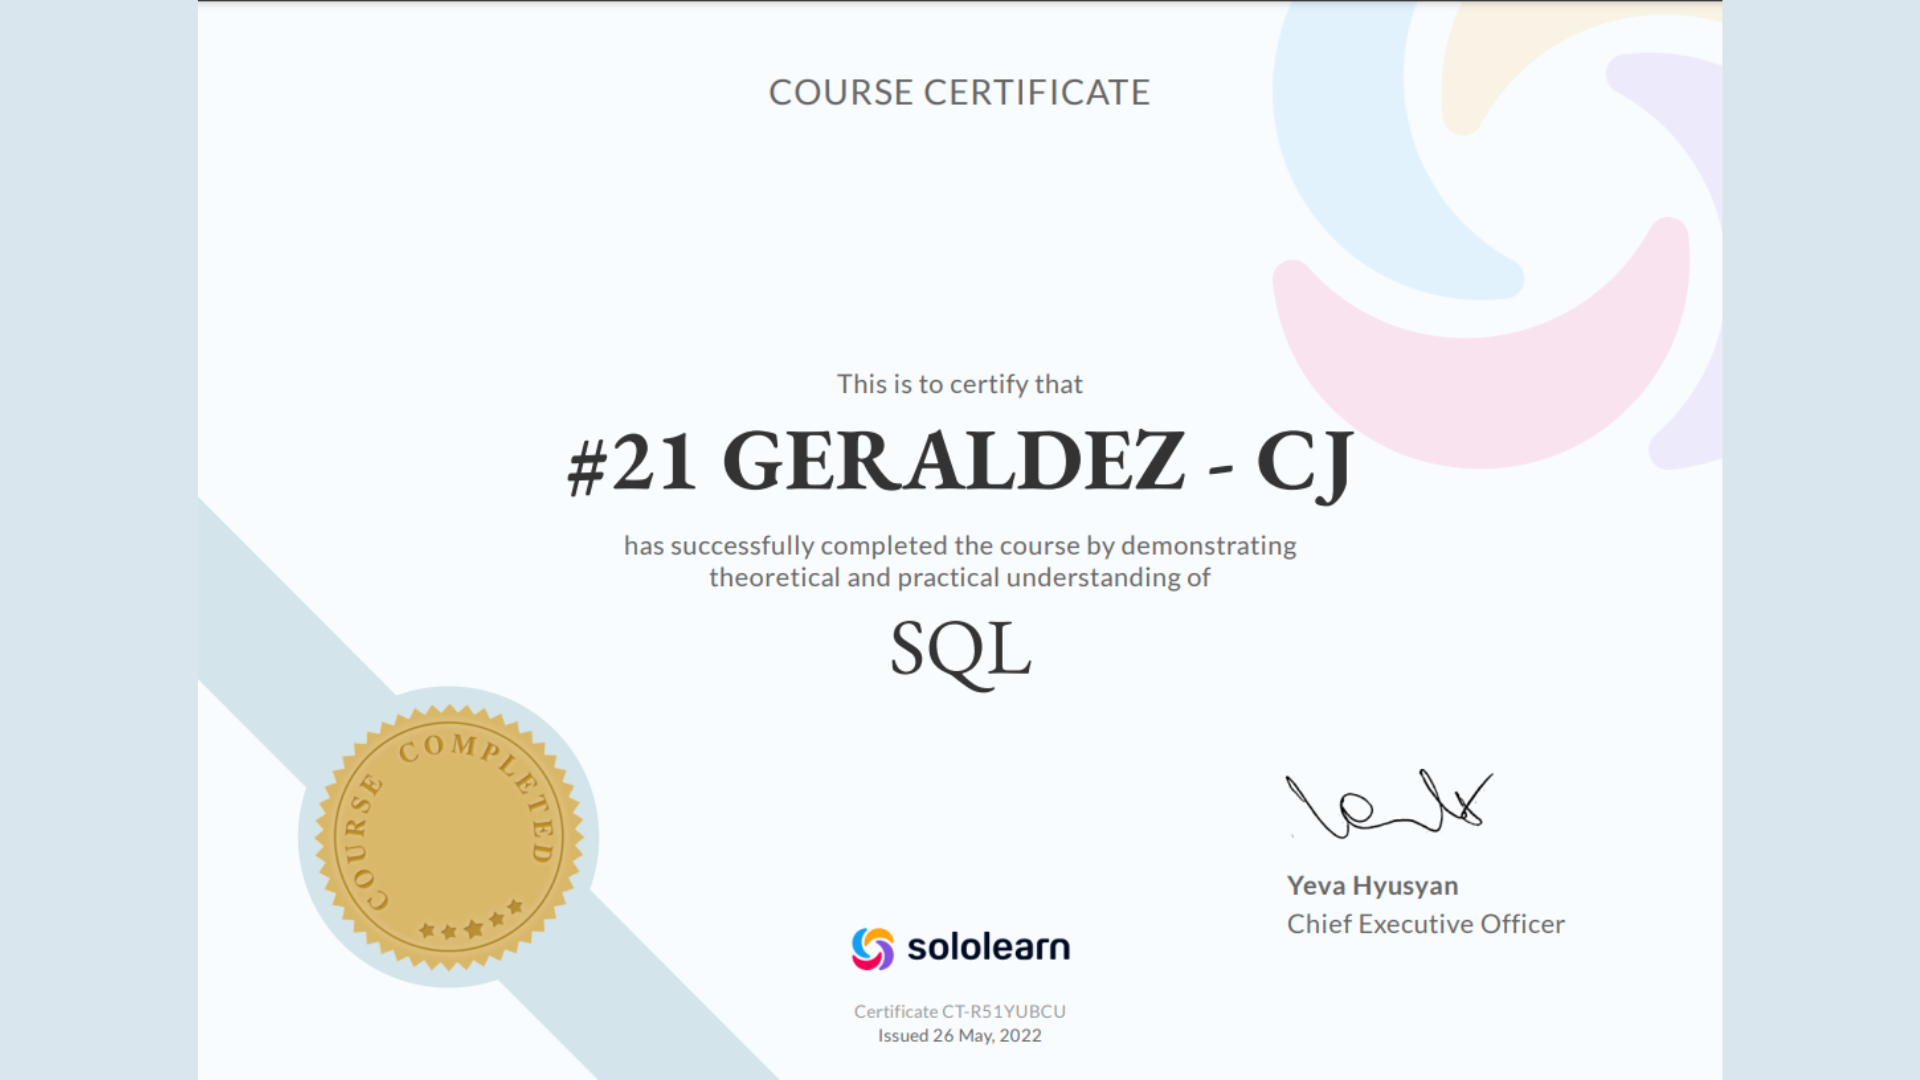 COURSE CERTIFICATE
This is to certify that
#21 GERALDEZ - CJ
has successfully completed the course by demonstrating
theoretical and practical understanding of
SQL
COURSE COMPLETED
Yeva Hyusyan
Chief Executive Officer
sololearn
Certificate CT-R51YUBCU
Issued 26 May, 2022